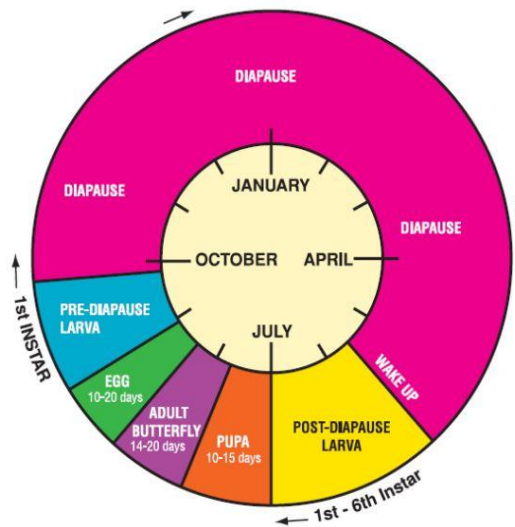 DIAPAUSE
DIAPAUSE
DIAPAUSE
JANUARY
OCTOBER
APRIL
JULY
1st INSTAR
PRE-DIAPAUSE
LARVA
EGG
10-20 days
ADULT
BUTTERFLY
14-20 days
PUPA
10-15 days
POST-DIAPAUSE
LARVA
WAKE UP
1st - 6th Instar